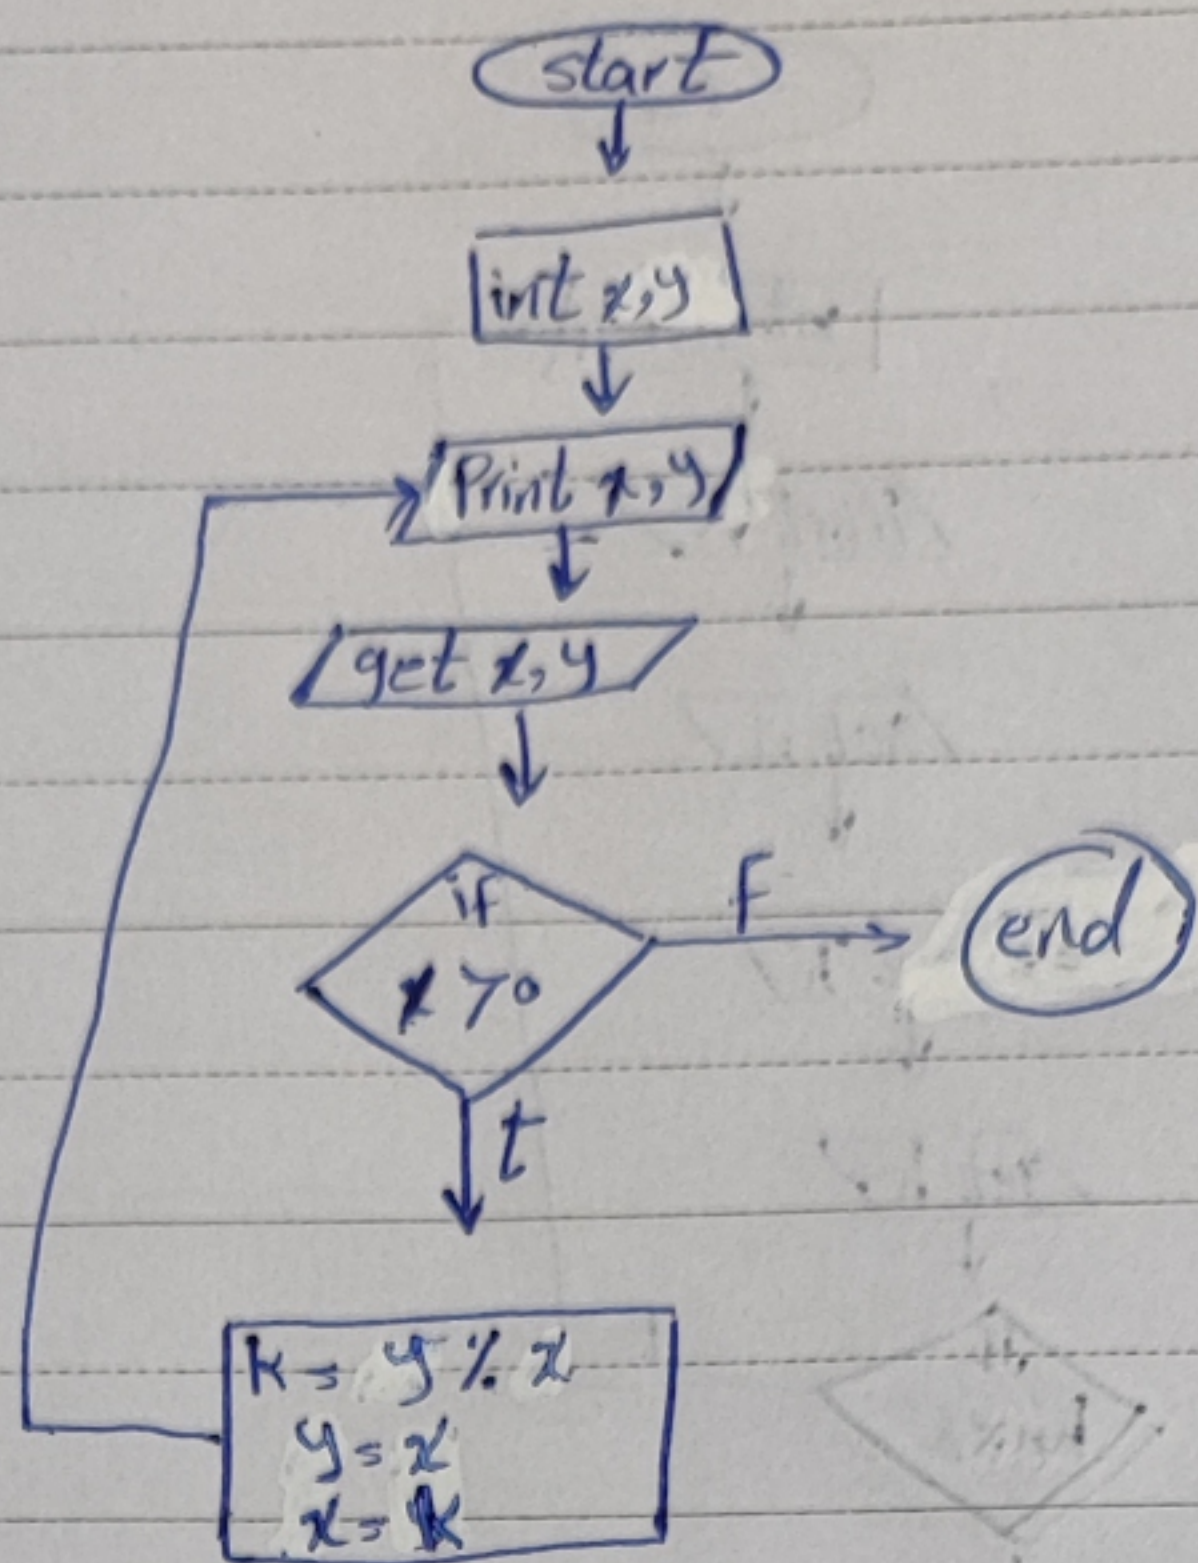 start
int x,y
Print x,y
get x,y
if
x>0
F
end
t
k= y % x
y=x
x=k